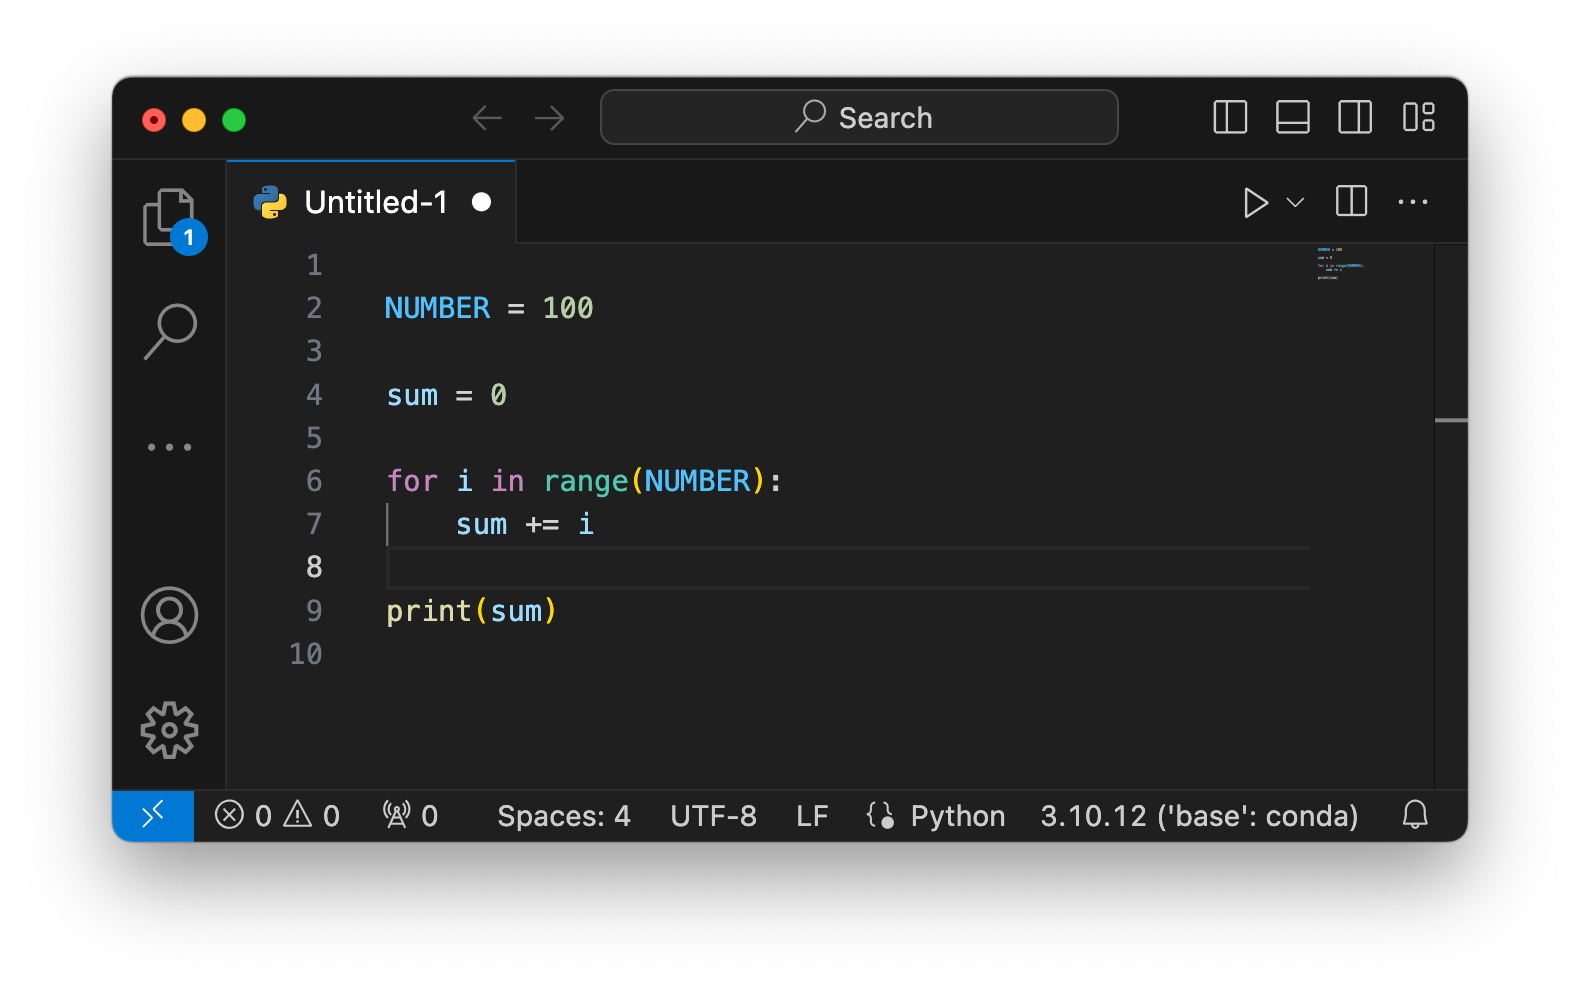 Search
Untitled-1
1
1
2 NUMBER = 100
3
4 sum = 0
5
6 for i in range(NUMBER):
7     sum += i
8
9 print(sum)
10
0 0 0 Spaces: 4 UTF-8 LF Python 3.10.12 ('base': conda)